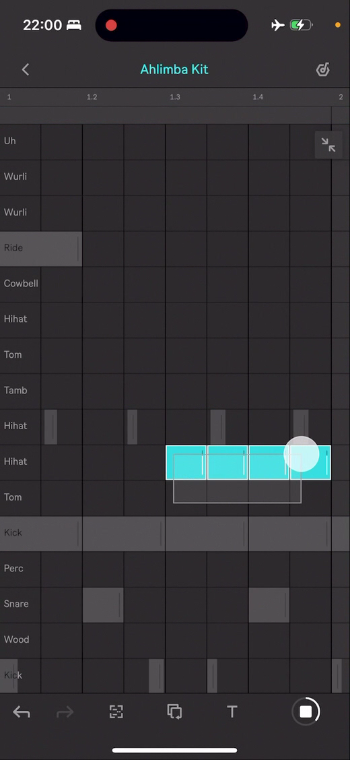 22:00
Ahlimba Kit
1 1.2 1.3 1.4 2
Uh
Wurli
Wurli
Ride
Cowbell
Hihat
Tom
Tamb
Hihat
Hihat
Tom
Kick
Perc
Snare
Wood
Kick
T